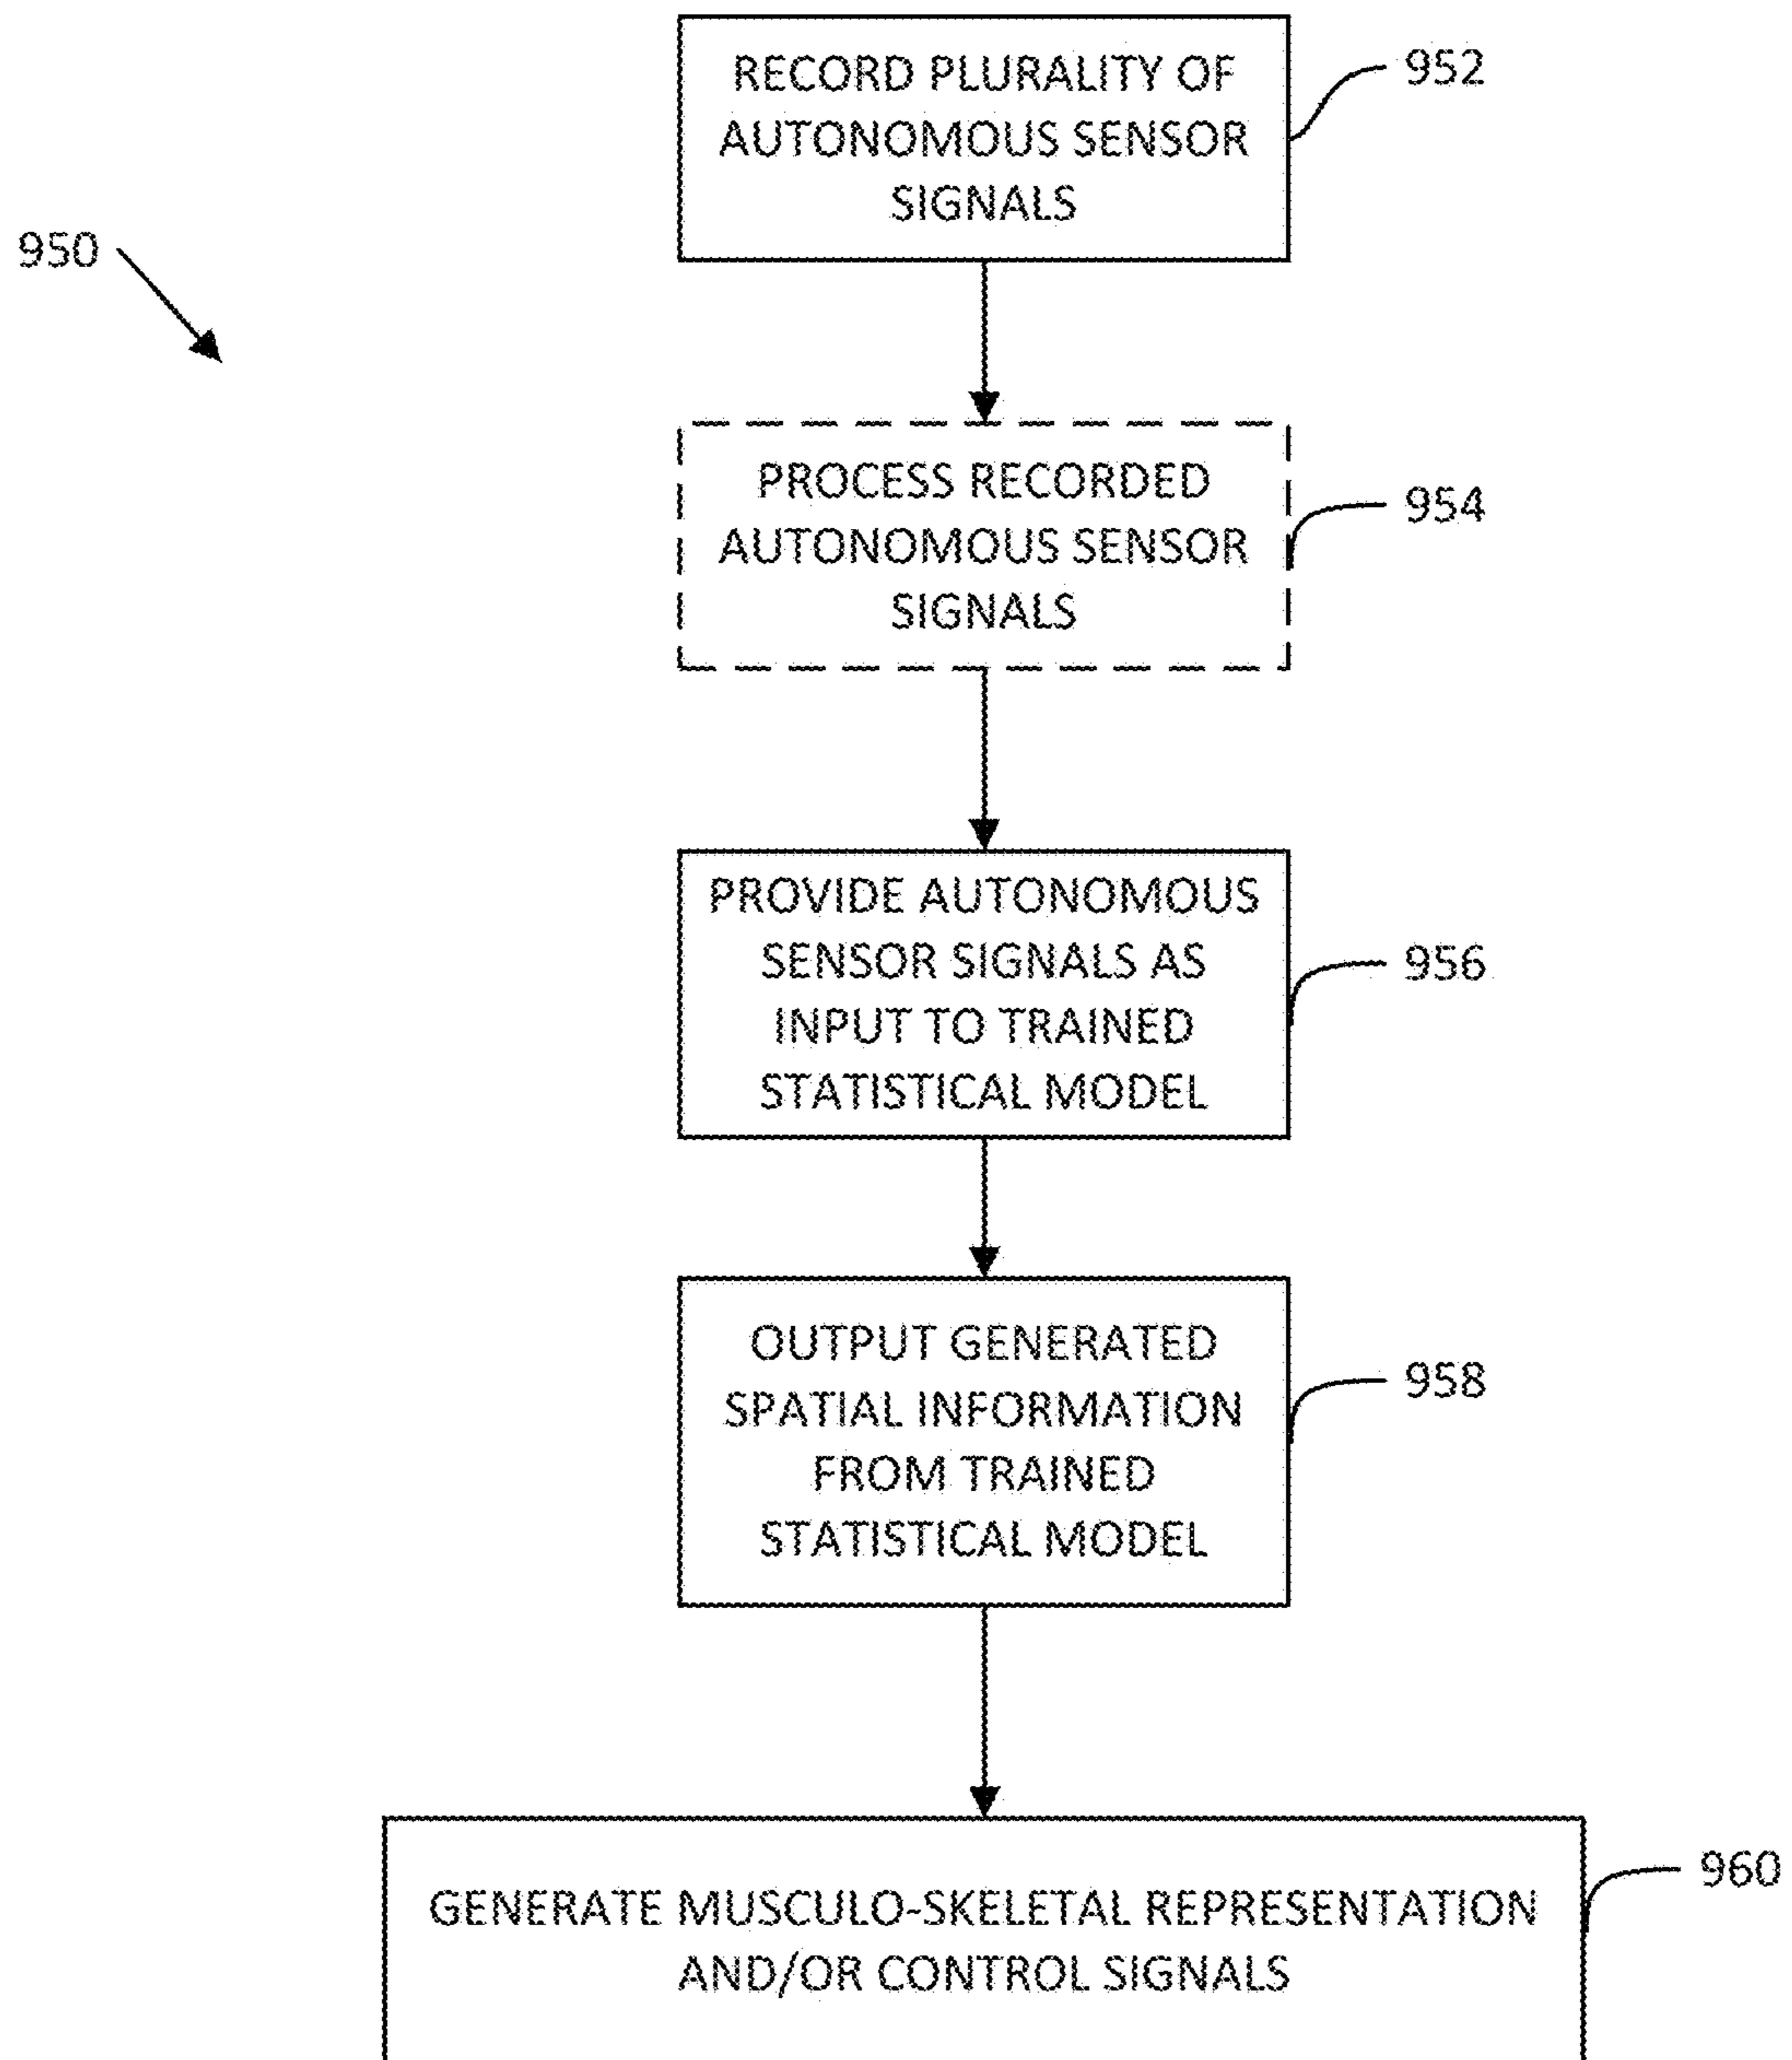 RECORD PLURALITY OF
AUTONOMOUS SENSOR
SIGNALS
952
950
PROCESS RECORDED
AUTONOMOUS SENSOR
SIGNALS
954
PROVIDE AUTONOMOUS
SENSOR SIGNALS AS
INPUT TO TRAINED
STATISTICAL MODEL
956
OUTPUT GENERATED
SPATIAL INFORMATION
FROM TRAINED
STATISTICAL MODEL
958
GENERATE MUSCULO-SKELETAL REPRESENTATION
AND/OR CONTROL SIGNALS
960